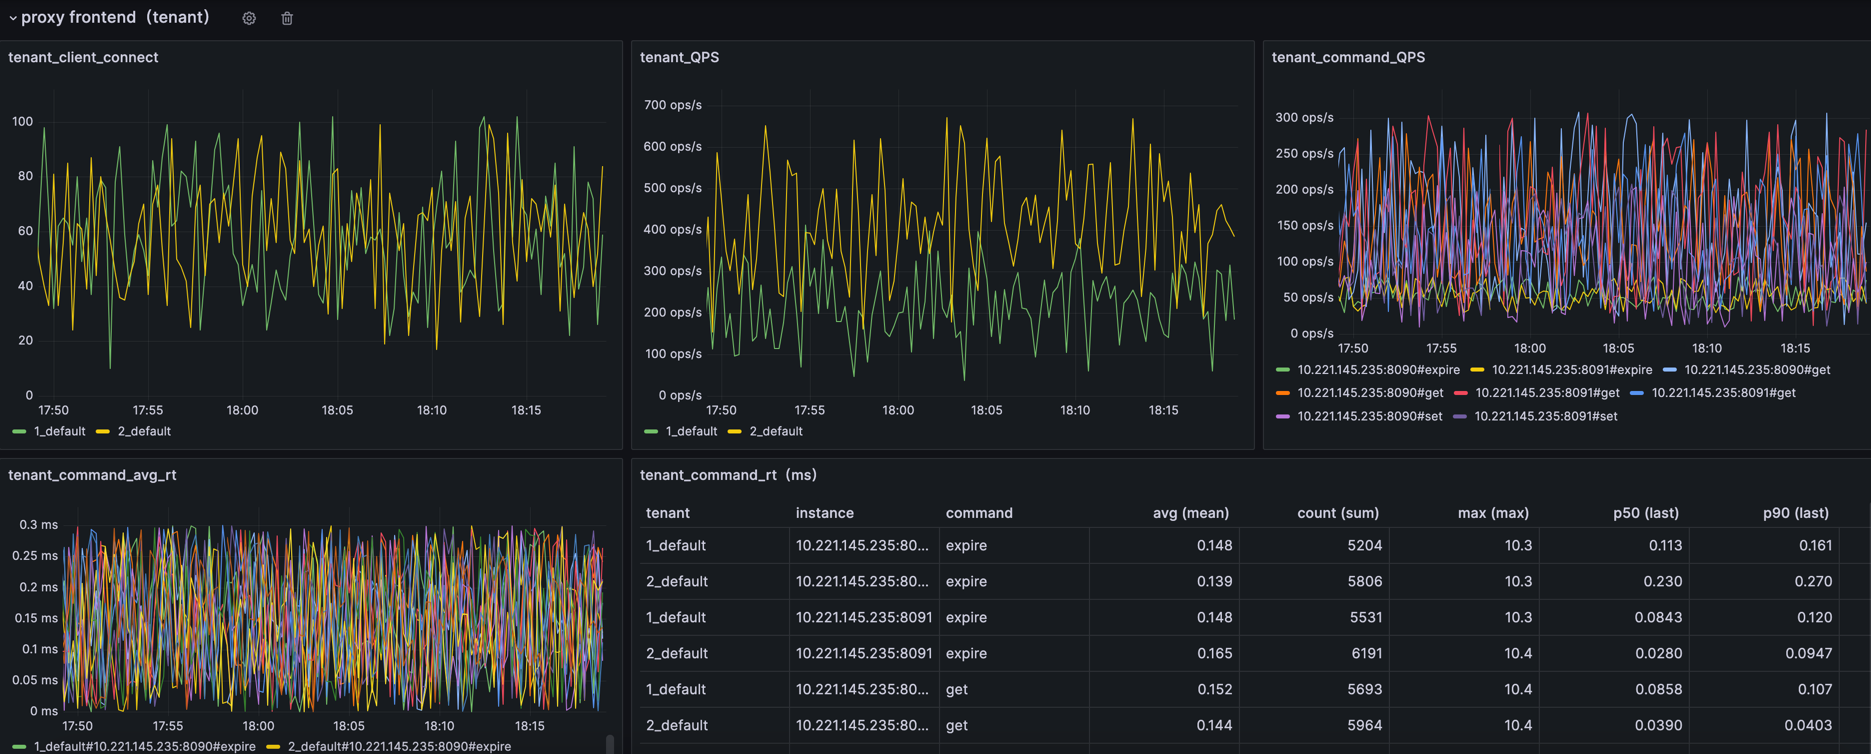 proxy frontend（tenant）
tenant_client_connect
100
80
60
40
20
0
17:50 17:55 18:00 18:05 18:10 18:15
1_default 2_default
tenant_QPS
700 ops/s
600 ops/s
500 ops/s
400 ops/s
300 ops/s
200 ops/s
100 ops/s
0 ops/s
17:50 17:55 18:00 18:05 18:10 18:15
1_default 2_default
tenant_command_QPS
300 ops/s
250 ops/s
200 ops/s
150 ops/s
100 ops/s
50 ops/s
0 ops/s
17:50 17:55 18:00 18:05 18:10 18:15
10.221.145.235:8090#expire 10.221.145.235:8091#expire 10.221.145.235:8090#get
10.221.145.235:8090#get 10.221.145.235:8091#get 10.221.145.235:8091#get
10.221.145.235:8090#set 10.221.145.235:8091#set
tenant_command_avg_rt
0.3 ms
0.25 ms
0.2 ms
0.15 ms
0.1 ms
0.05 ms
0 ms
17:50 17:55 18:00 18:05 18:10 18:15
1_default#10.221.145.235:8090#expire 2_default#10.221.145.235:8090#expire
tenant_command_rt（ms）
tenant instance command avg (mean) count (sum) max (max) p50 (last) p90 (last)
1_default 10.221.145.235:80... expire 0.148 5204 10.3 0.113 0.161
2_default 10.221.145.235:80... expire 0.139 5806 10.3 0.230 0.270
1_default 10.221.145.235:8091 expire 0.148 5531 10.3 0.0843 0.120
2_default 10.221.145.235:8091 expire 0.165 6191 10.4 0.0280 0.0947
1_default 10.221.145.235:80... get 0.152 5693 10.4 0.0858 0.107
2_default 10.221.145.235:80... get 0.144 5964 10.4 0.0390 0.0403